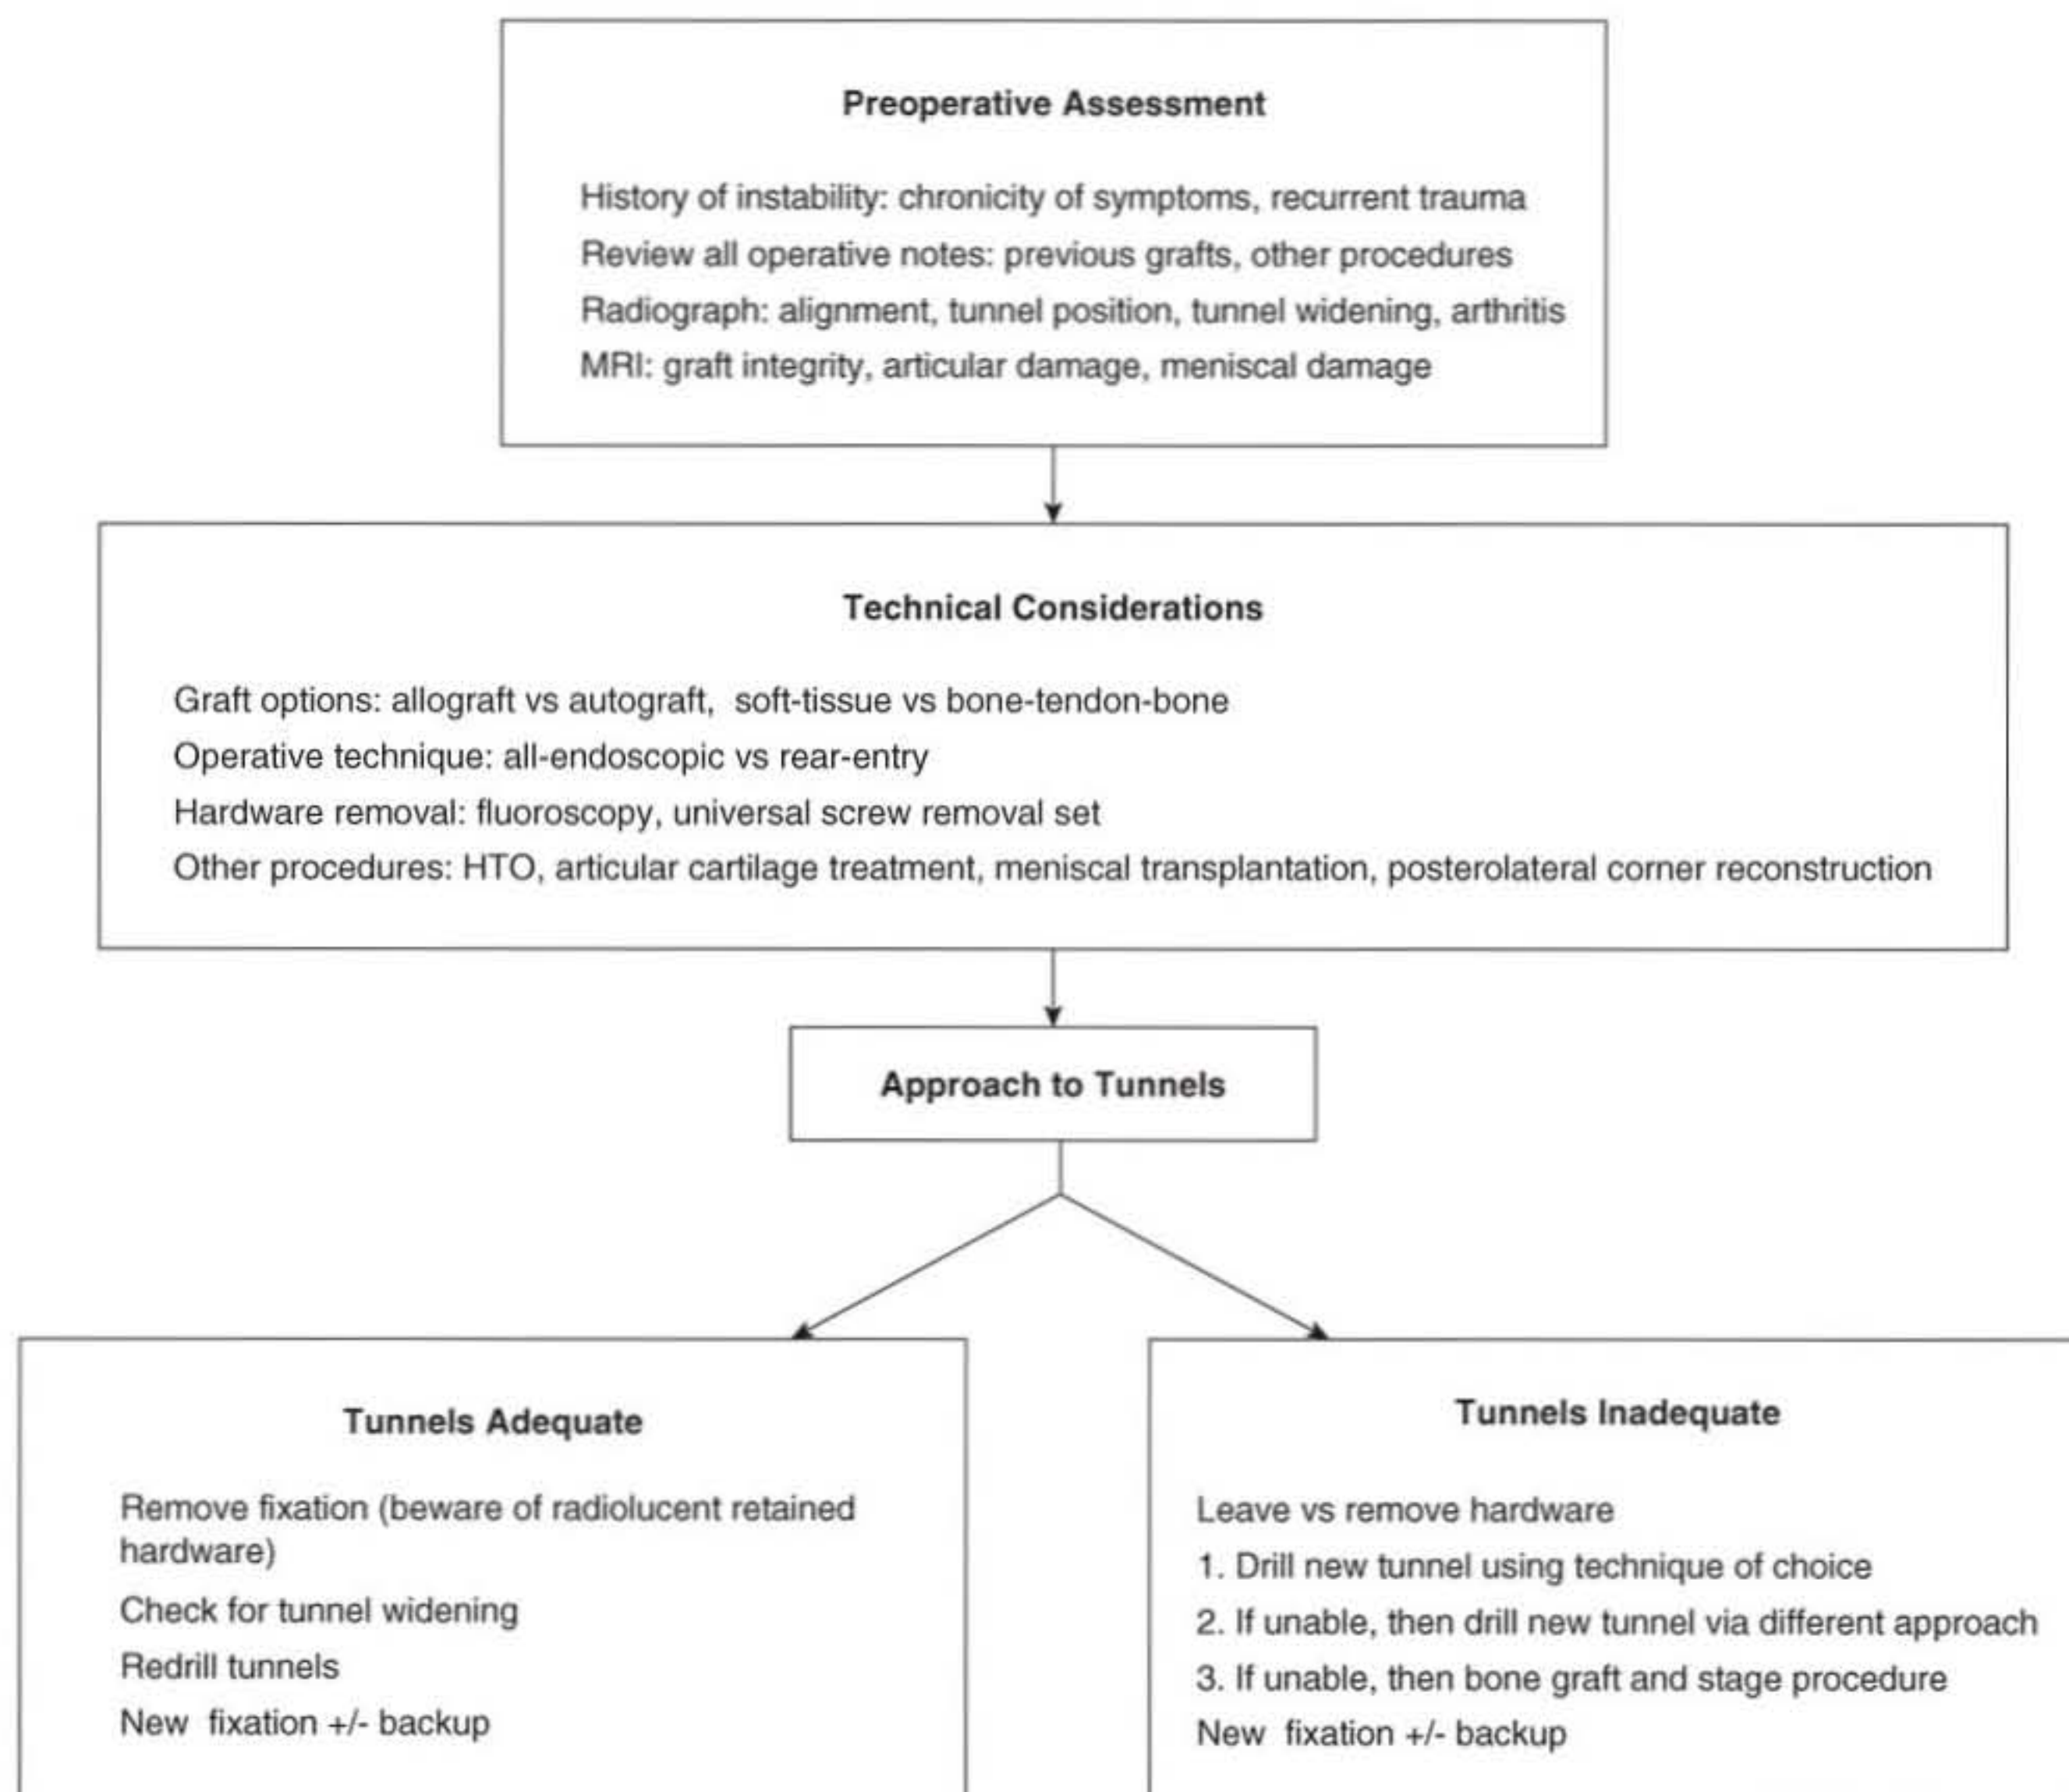 Preoperative Assessment
History of instability: chronicity of symptoms, recurrent trauma
Review all operative notes: previous grafts, other procedures
Radiograph: alignment, tunnel position, tunnel widening, arthritis
MRI: graft integrity, articular damage, meniscal damage
Technical Considerations
Graft options: allograft vs autograft, soft-tissue vs bone-tendon-bone
Operative technique: all-endoscopic vs rear-entry
Hardware removal: fluoroscopy, universal screw removal set
Other procedures: HTO, articular cartilage treatment, meniscal transplantation, posterolateral corner reconstruction
Approach to Tunnels
Tunnels Adequate
Remove fixation (beware of radiolucent retained
hardware)
Check for tunnel widening
Redrill tunnels
New fixation +/- backup
Tunnels Inadequate
Leave vs remove hardware
1. Drill new tunnel using technique of choice
2. If unable, then drill new tunnel via different approach
3. If unable, then bone graft and stage procedure
New fixation +/- backup